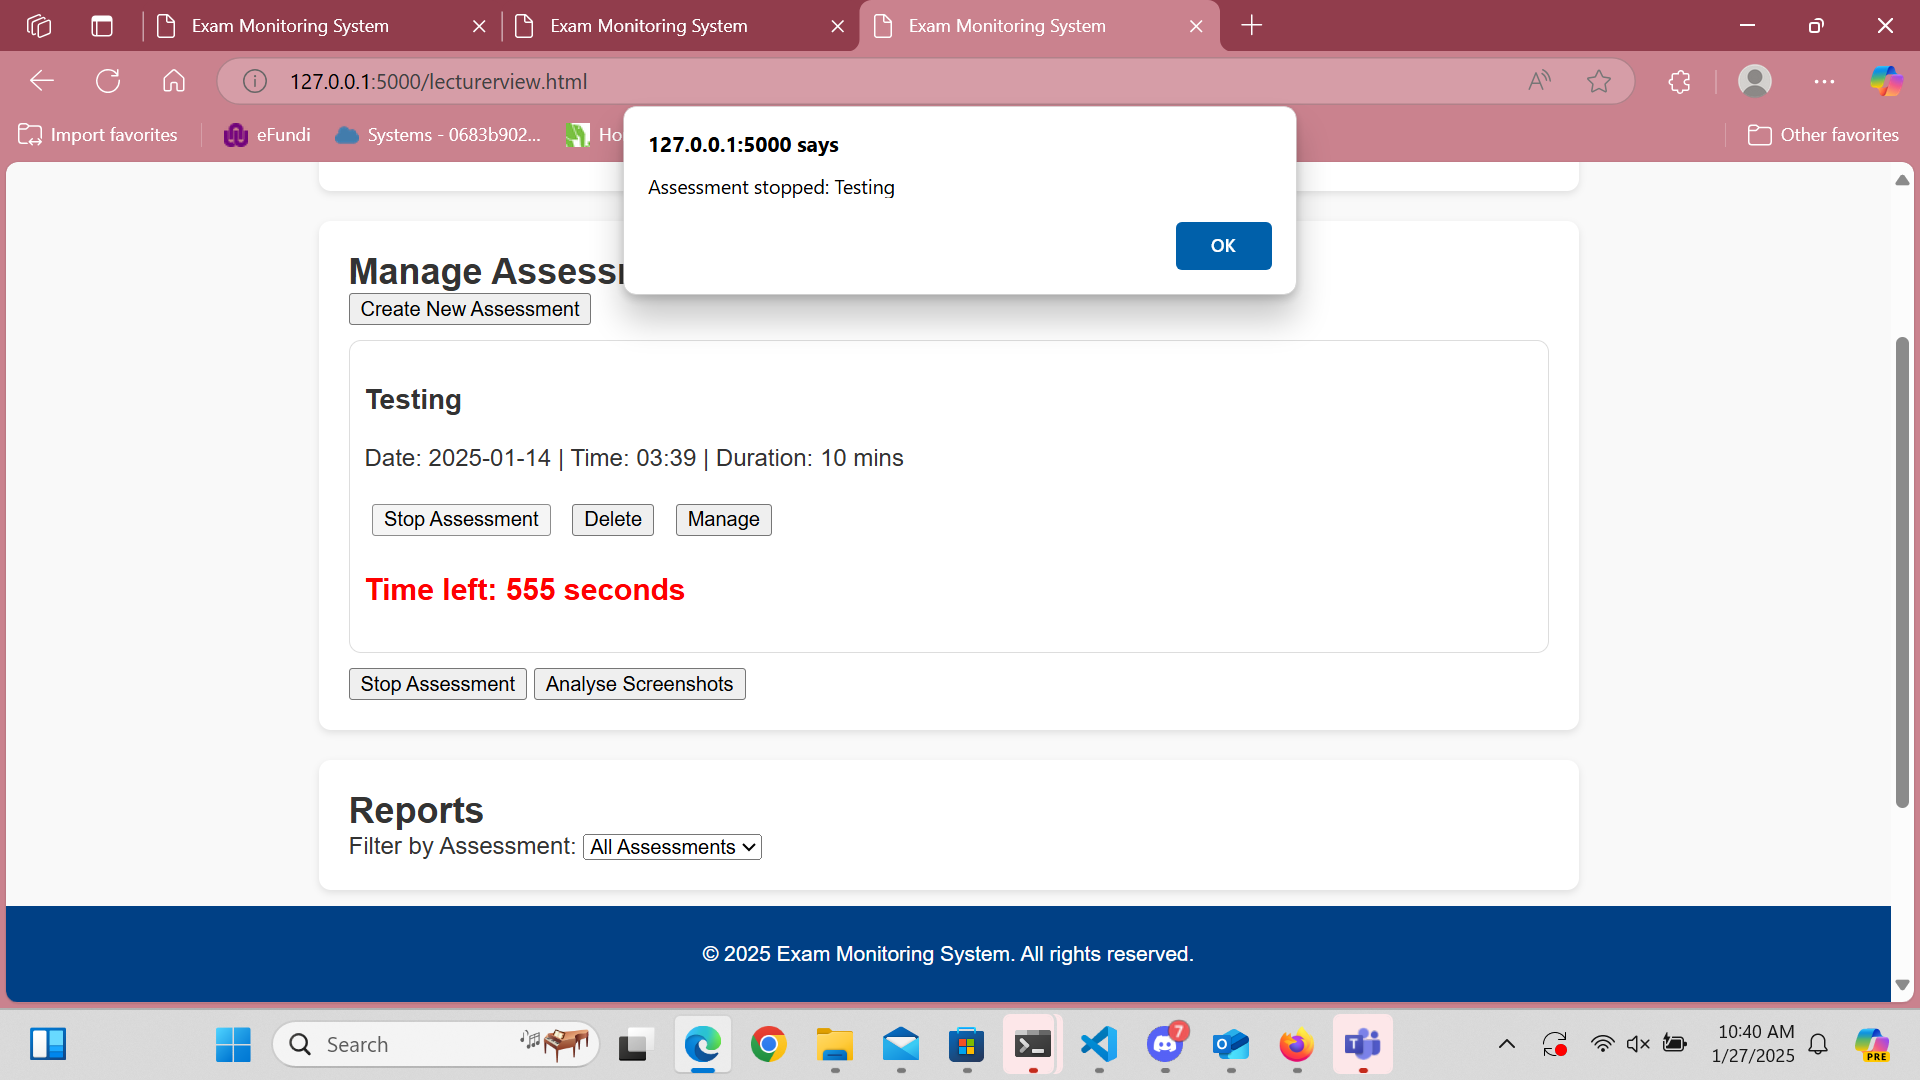 Exam Monitoring System
Exam Monitoring System
Exam Monitoring System
127.0.0.1:5000/lecturerview.html
Import favorites
eFundi
Systems - 0683b902...
Other favorites
127.0.0.1:5000 says
Assessment stopped: Testing
OK
Create New Assessment
Manage
Testing
Date: 2025-01-14 | Time: 03:39 | Duration: 10 mins
Stop Assessment
Delete
Manage
Time left: 555 seconds
Stop Assessment
Analyse Screenshots
Reports
Filter by Assessment:
All Assessments
© 2025 Exam Monitoring System. All rights reserved.
Search
7
10:40 AM
1/27/2025
PRE